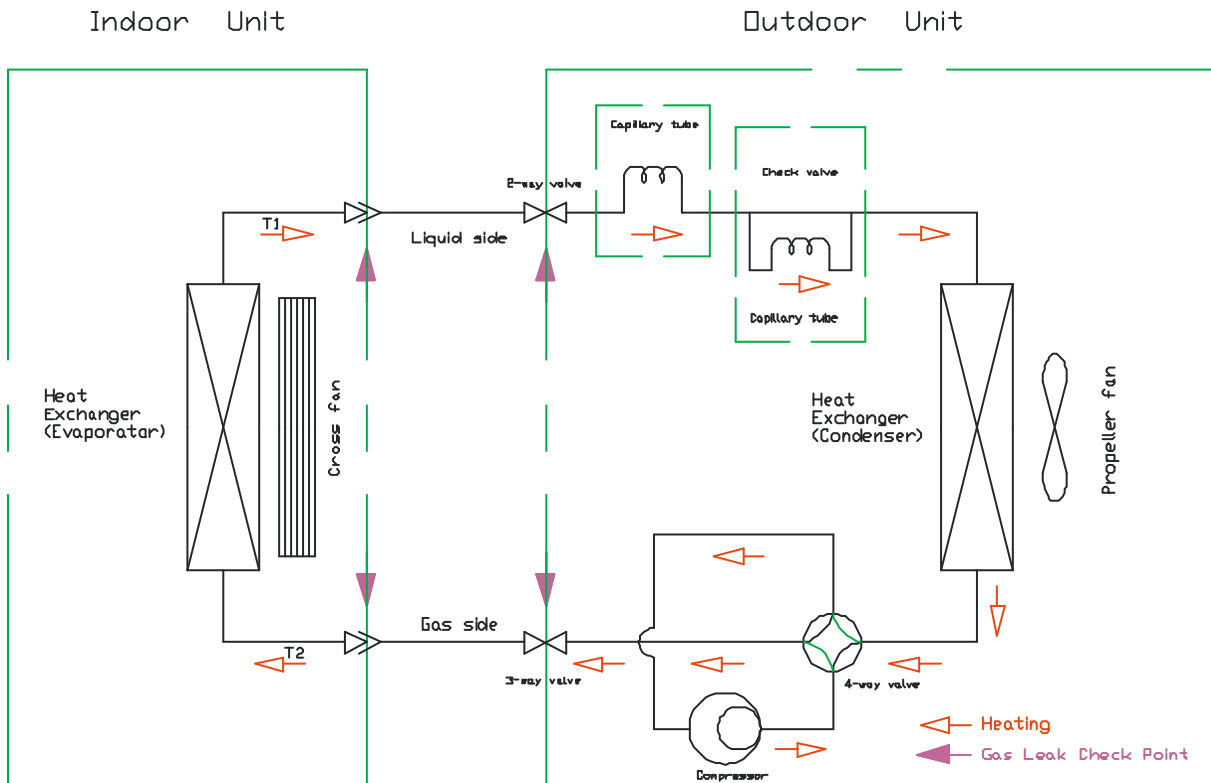 Indoor Unit
Outdoor Unit
Capillary tube
Check valve
2-way valve
T1
Liquid side
Capillary tube
Heat
Exchanger
(Evaporator)
Cross fan
Heat
Exchanger
(Condenser)
Propeller fan
Gas side
T2
3-way valve
4-way valve
Heating
Gas Leak Check Point
Compressor